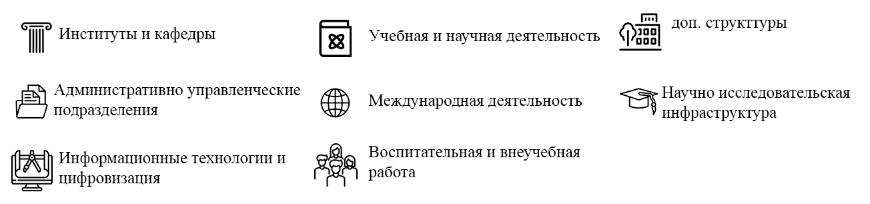 Институты и кафедры
Учебная и научная деятельность
доп. структтуры
Административно управленческие
подразделения
Международная деятельность
Научно исследовательская
инфраструктура
Информационные технологии и
цифровизация
Воспитательная и внеучебная
работа